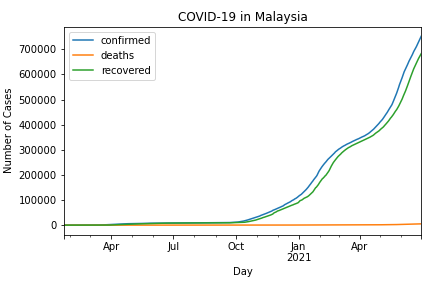 COVID-19 in Malaysia
confirmed
deaths
recovered
Number of Cases
700000
600000
500000
400000
300000
200000
100000
0
Apr
Jul
Oct
Jan
2021
Apr
Day